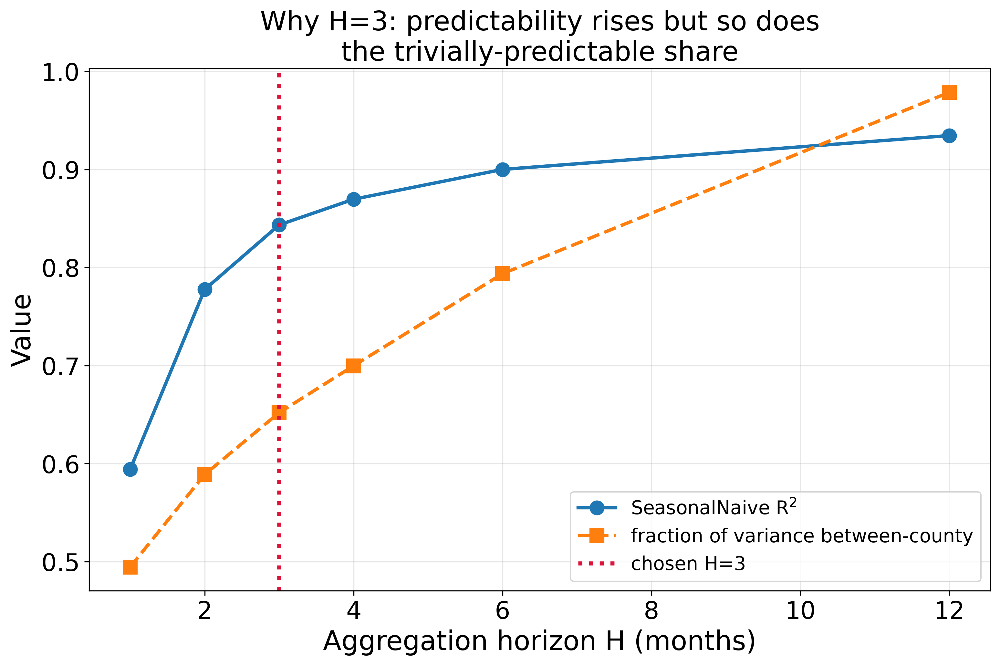 Why H=3: predictability rises but so does
the trivially-predictable share
1.0
0.9
0.8
0.7
0.6
0.5
Value
2 4 6 8 10 12
Aggregation horizon H (months)
SeasonalNaive R²
fraction of variance between-county
chosen H=3